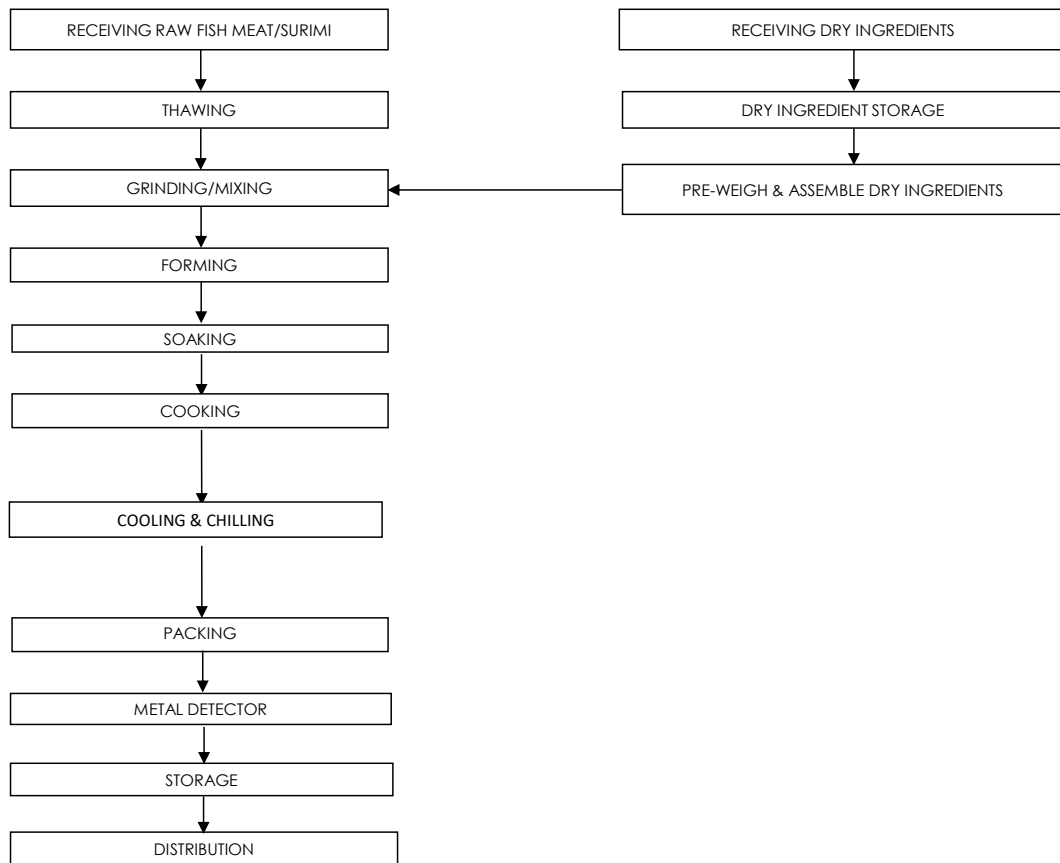 RECEIVING RAW FISH MEAT/SURIMI
RECEIVING DRY INGREDIENTS
THAWING
DRY INGREDIENT STORAGE
GRINDING/MIXING
PRE-WEIGH & ASSEMBLE DRY INGREDIENTS
FORMING
SOAKING
COOKING
COOLING & CHILLING
PACKING
METAL DETECTOR
STORAGE
DISTRIBUTION